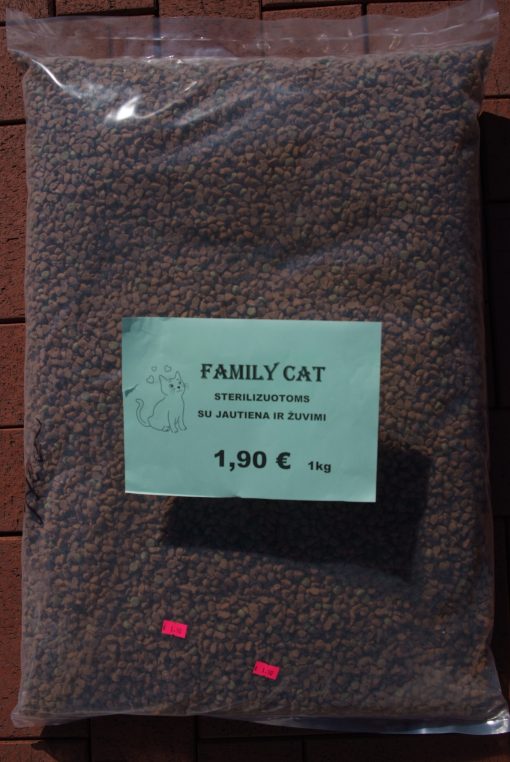 FAMILY CAT
STERILIZUOTOMS
SU JAUTIENA IR ŽUVIMI
1,90 € 1kg